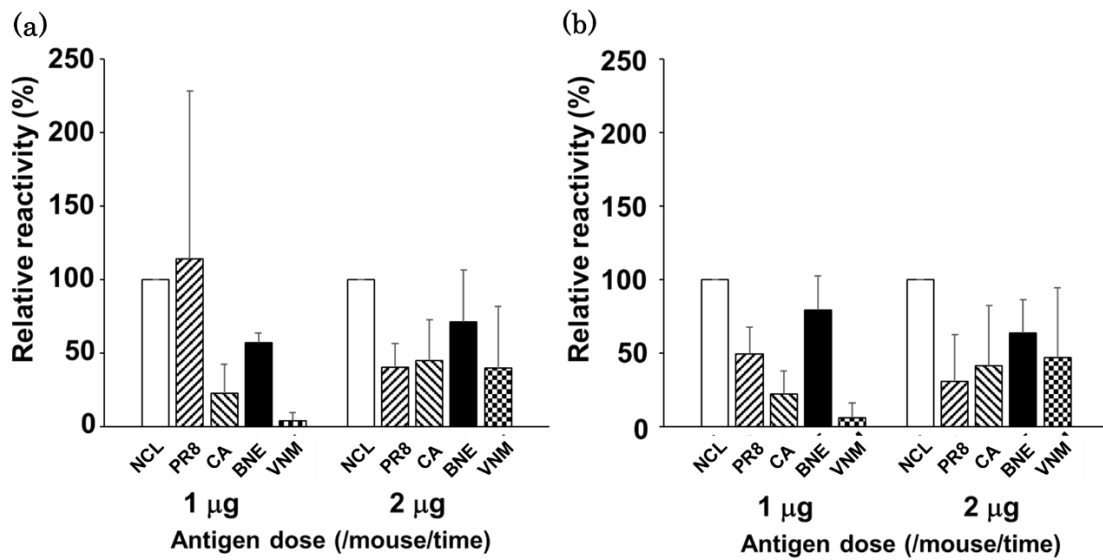 (a)
Relative reactivity (%)
250
200
150
100
50
0
NCL PR8 CA BNE VNM NCL PR8 CA BNE VNM
1 μg 2 μg
Antigen dose (/mouse/time)
(b)
Relative reactivity (%)
250
200
150
100
50
0
NCL PR8 CA BNE VNM NCL PR8 CA BNE VNM
1 μg 2 μg
Antigen dose (/mouse/time)